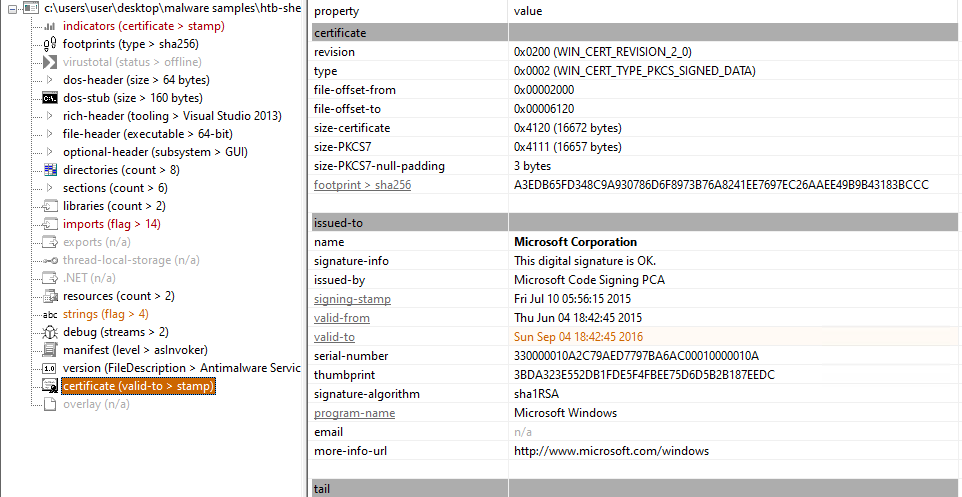 c:\users\user\desktop\malware samples\htb-she
indicators (certificate > stamp)
footprints (type > sha256)
virustotal (status > offline)
dos-header (size > 64 bytes)
dos-stub (size > 160 bytes)
rich-header (tooling > Visual Studio 2013)
file-header (executable > 64-bit)
optional-header (subsystem > GUI)
directories (count > 8)
sections (count > 6)
libraries (count > 2)
imports (flag > 14)
exports (n/a)
thread-local-storage (n/a)
.NET (n/a)
resources (count > 2)
abc strings (flag > 4)
debug (streams > 2)
manifest (level > asInvoker)
1.0 version (FileDescription > Antimalware Servic
certificate (valid-to > stamp)
overlay (n/a)
property value
certificate
revision 0x0200 (WIN_CERT_REVISION_2_0)
type 0x0002 (WIN_CERT_TYPE_PKCS_SIGNED_DATA)
file-offset-from 0x00002000
file-offset-to 0x00006120
size-certificate 0x4120 (16672 bytes)
size-PKCS7 0x4111 (16657 bytes)
size-PKCS7-null-padding 3 bytes
footprint > sha256 A3EDB65FD348C9A930786D6F8973B76A8241EE7697EC26AAEE49B9B43183BCCC
issued-to
name Microsoft Corporation
signature-info This digital signature is OK.
issued-by Microsoft Code Signing PCA
signing-stamp Fri Jul 10 05:56:15 2015
valid-from Thu Jun 04 18:42:45 2015
valid-to Sun Sep 04 18:42:45 2016
serial-number 330000010A2C79AED7797BA6AC00010000010A
thumbprint 3BDA323E552DB1FDE5F4FBEE75D6D5B2B187EEDC
signature-algorithm sha1RSA
program-name Microsoft Windows
email n/a
more-info-url http://www.microsoft.com/windows
tail